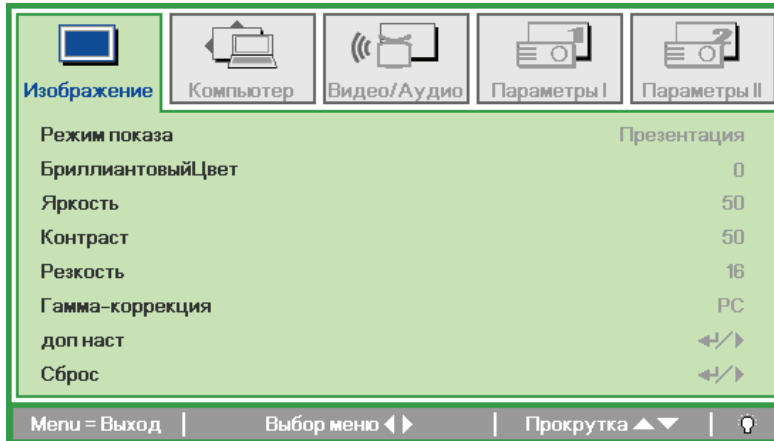 Изображение
Компьютер
Видео/Аудио
Параметры I
Параметры II
Режим показа Презентация
БриллиантовыйЦвет 0
Яркость 50
Контраст 50
Резкость 16
Гамма-коррекция PC
доп наст
Сброс
Menu = Выход Выбор меню Прокрутка